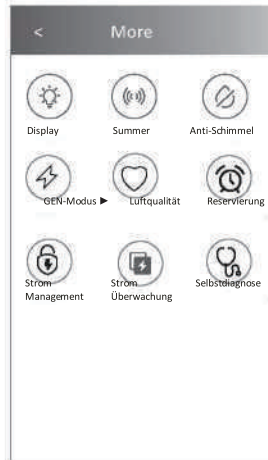 < More
Display Summer Anti-Schimmel
GEN-Modus ► Luftqualität Reservierung
Strom Strom Selbstdiagnose
Management Überwachung